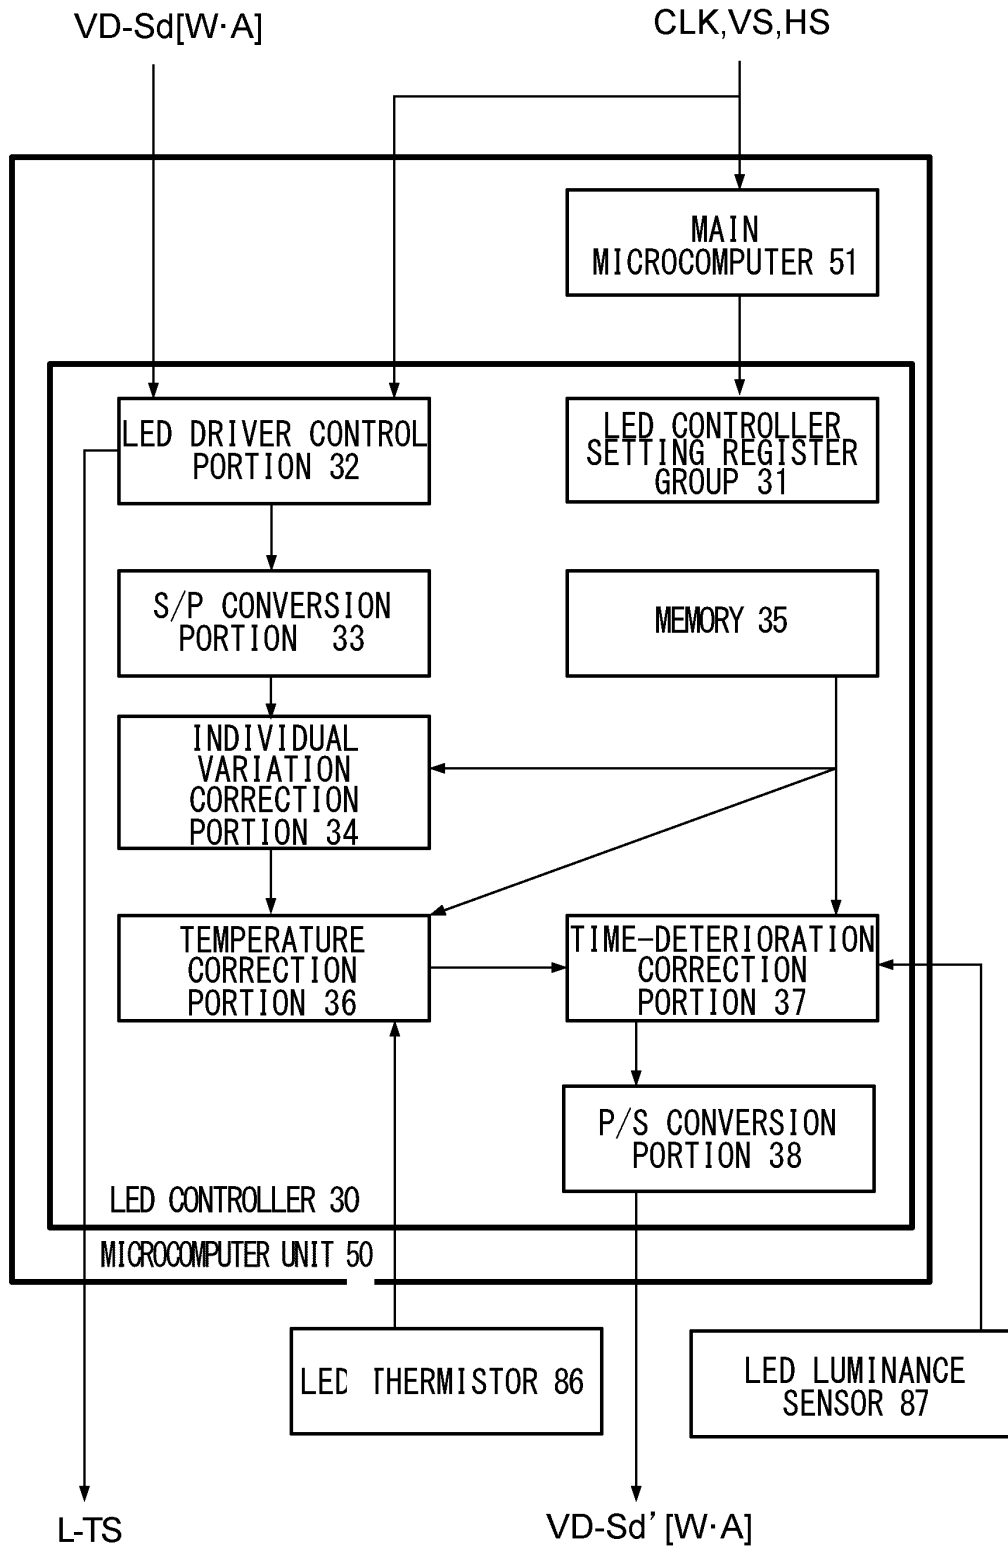 VD-Sd[W·A]
CLK,VS,HS
MAIN
MICROCOMPUTER 51
LED DRIVER CONTROL
PORTION 32
LED CONTROLLER
SETTING REGISTER
GROUP 31
S/P CONVERSION
PORTION 33
MEMORY 35
INDIVIDUAL
VARIATION
CORRECTION
PORTION 34
TEMPERATURE
CORRECTION
PORTION 36
TIME-DETERIORATION
CORRECTION
PORTION 37
P/S CONVERSION
PORTION 38
LED CONTROLLER 30
MICROCOMPUTER UNIT 50
LED THERMISTOR 86
LED LUMINANCE
SENSOR 87
L-TS
VD-Sd’[W·A]